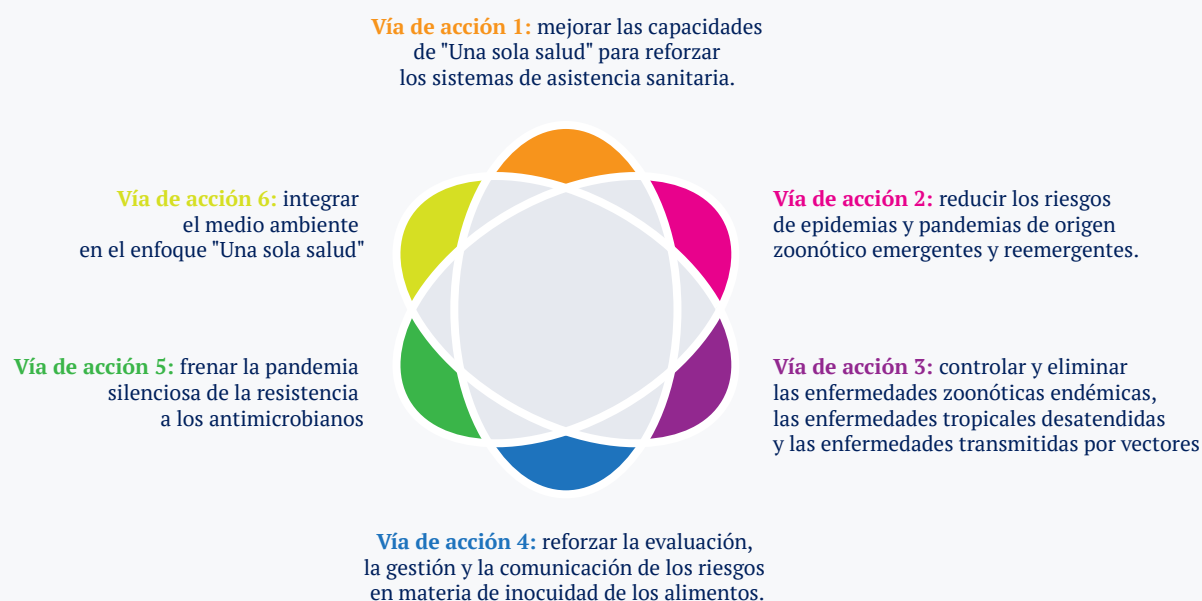 Vía de acción 1: mejorar las capacidades
de "Una sola salud" para reforzar
los sistemas de asistencia sanitaria.
Vía de acción 2: reducir los riesgos
de epidemias y pandemias de origen
zoonótico emergentes y reemergentes.
Vía de acción 3: controlar y eliminar
las enfermedades zoonóticas endémicas,
las enfermedades tropicales desatendidas
y las enfermedades transmitidas por vectores
Vía de acción 4: reforzar la evaluación,
la gestión y la comunicación de los riesgos
en materia de inocuidad de los alimentos.
Vía de acción 5: frenar la pandemia
silenciosa de la resistencia
a los antimicrobianos
Vía de acción 6: integrar
el medio ambiente
en el enfoque "Una sola salud"